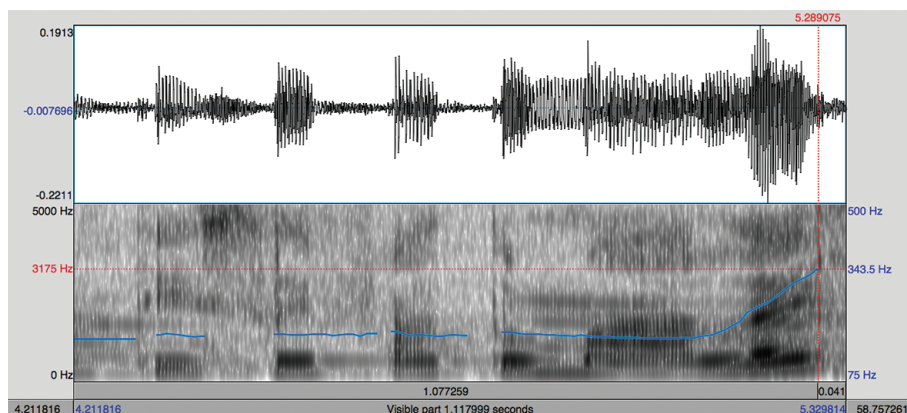 5.289075
0.1913
-0.007696
-0.2211
5000 Hz 500 Hz
3175 Hz 343.5 Hz
0 Hz 75 Hz
1.077259 0.041
4.211816 4.211816 Visible part 1.117999 seconds 5.329814 58.757261